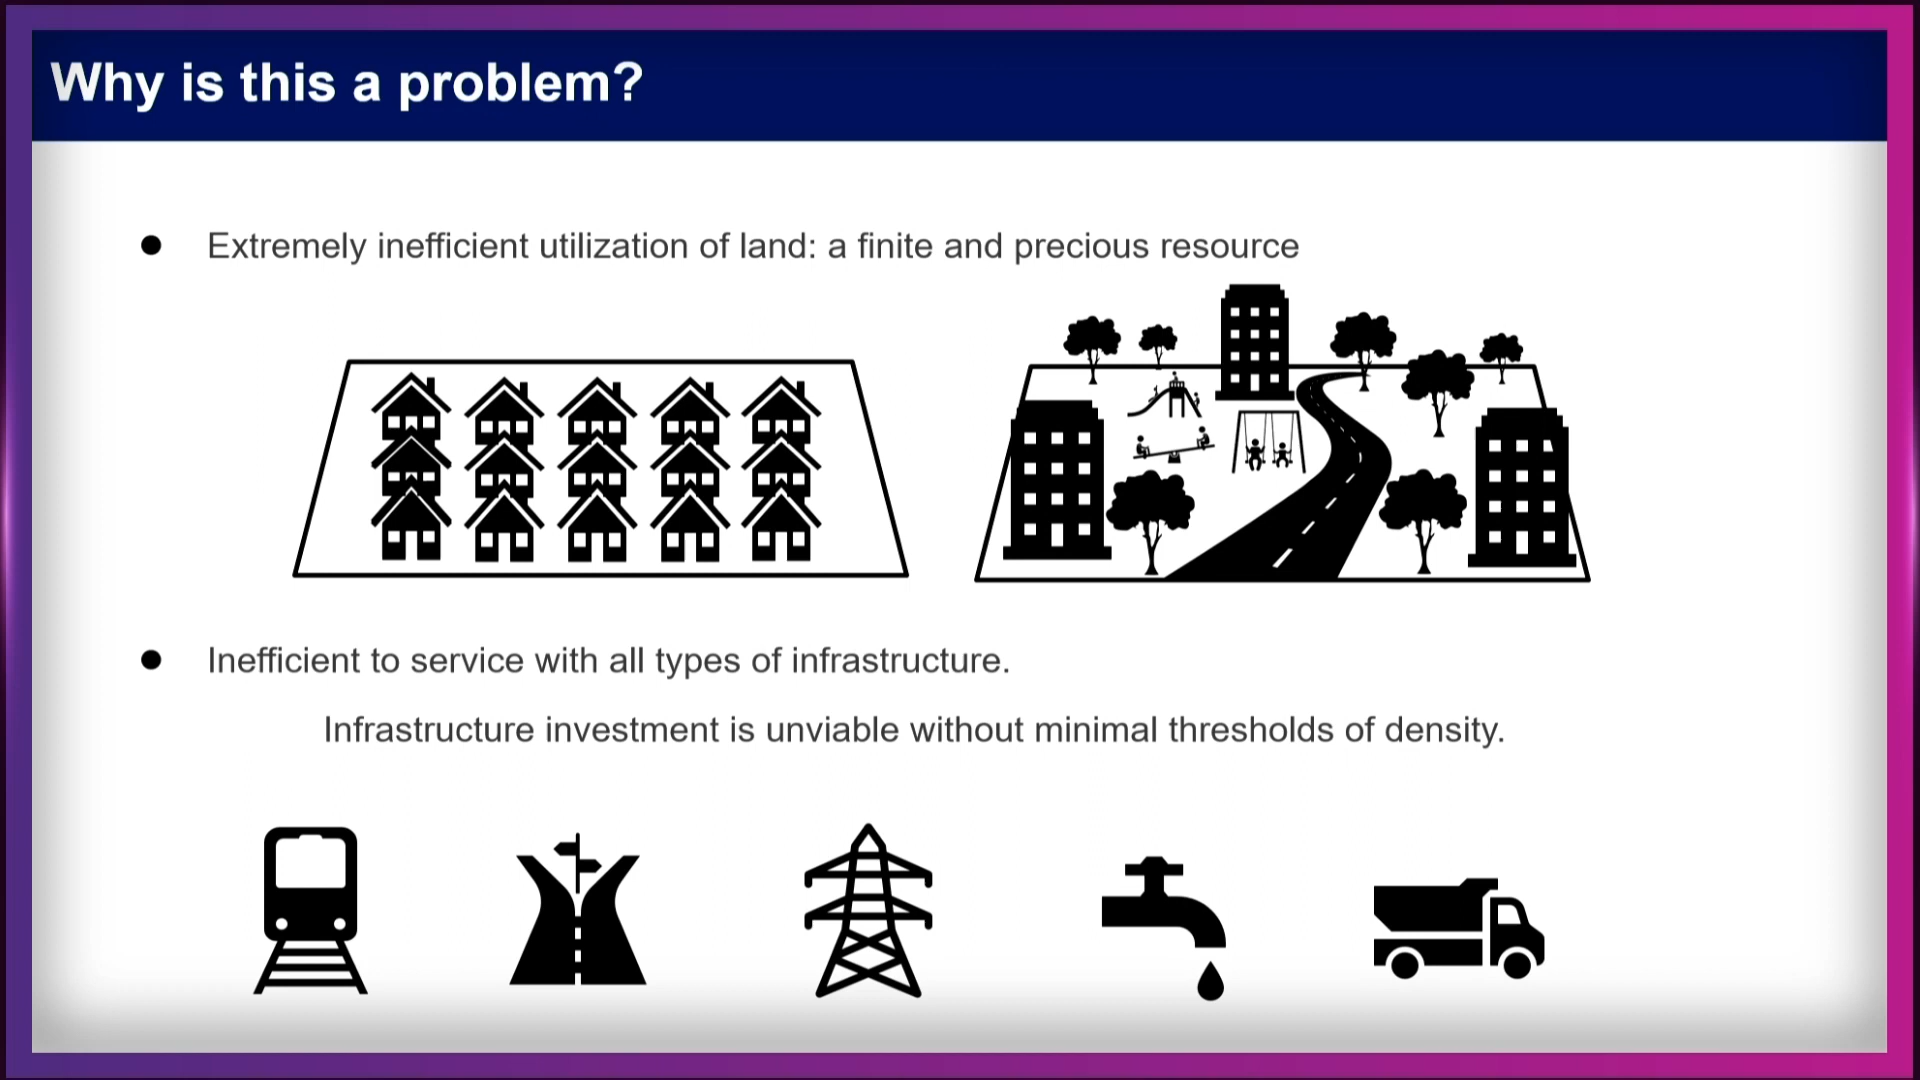 Why is this a problem?
Extremely inefficient utilization of land: a finite and precious resource
Inefficient to service with all types of infrastructure.
Infrastructure investment is unviable without minimal thresholds of density.